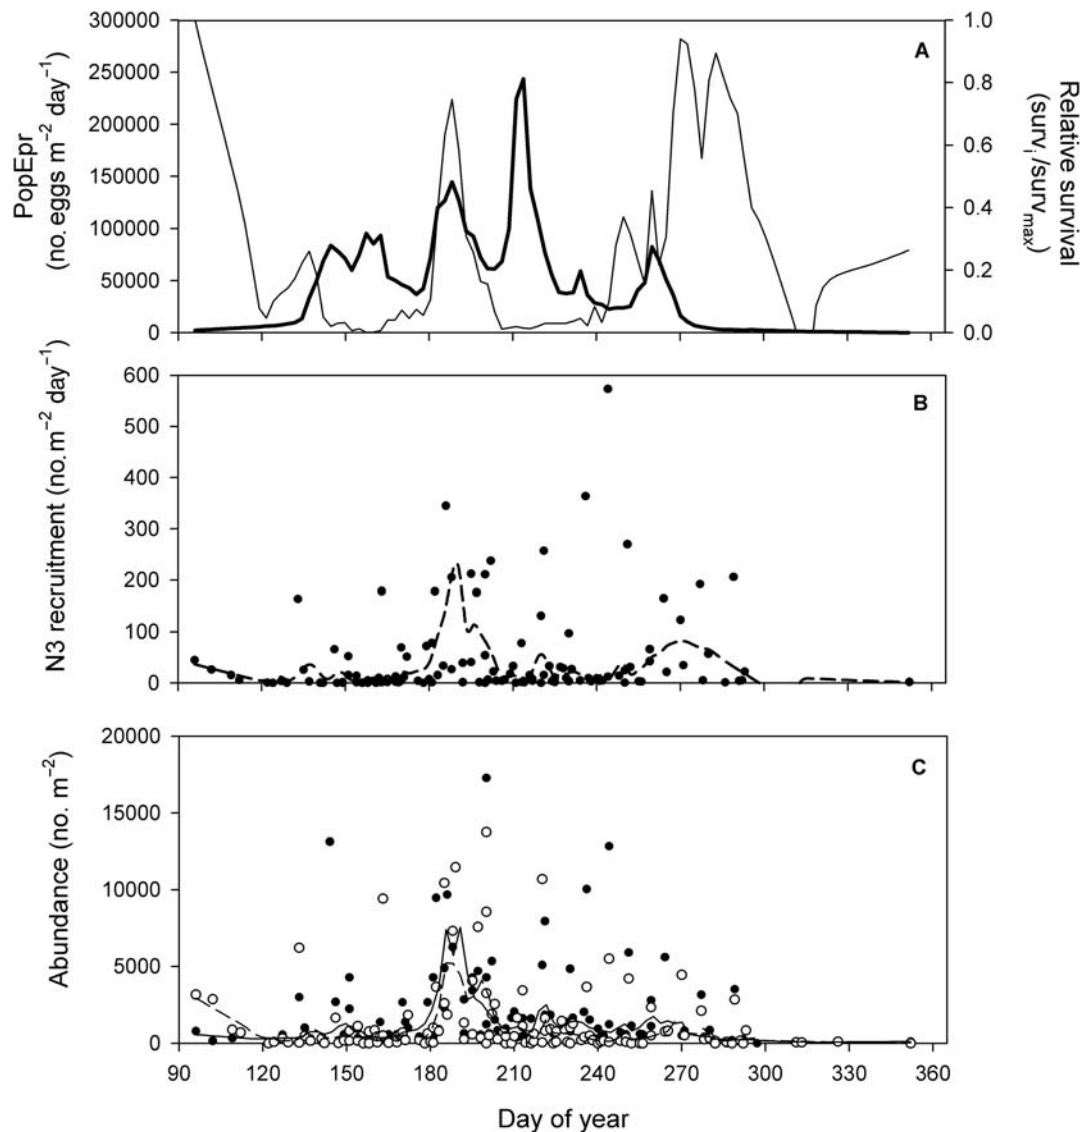 A
PopEpr
(no. eggs m⁻² day⁻¹)
300000
250000
200000
150000
100000
50000
0
1.0
0.8
0.6
0.4
0.2
0.0
Relative survival
(surv_i/surv_max)
B
N3 recruitment (no.m⁻² day⁻¹)
600
500
400
300
200
100
0
C
Abundance (no. m⁻²)
20000
15000
10000
5000
0
90 120 150 180 210 240 270 300 330 360
Day of year